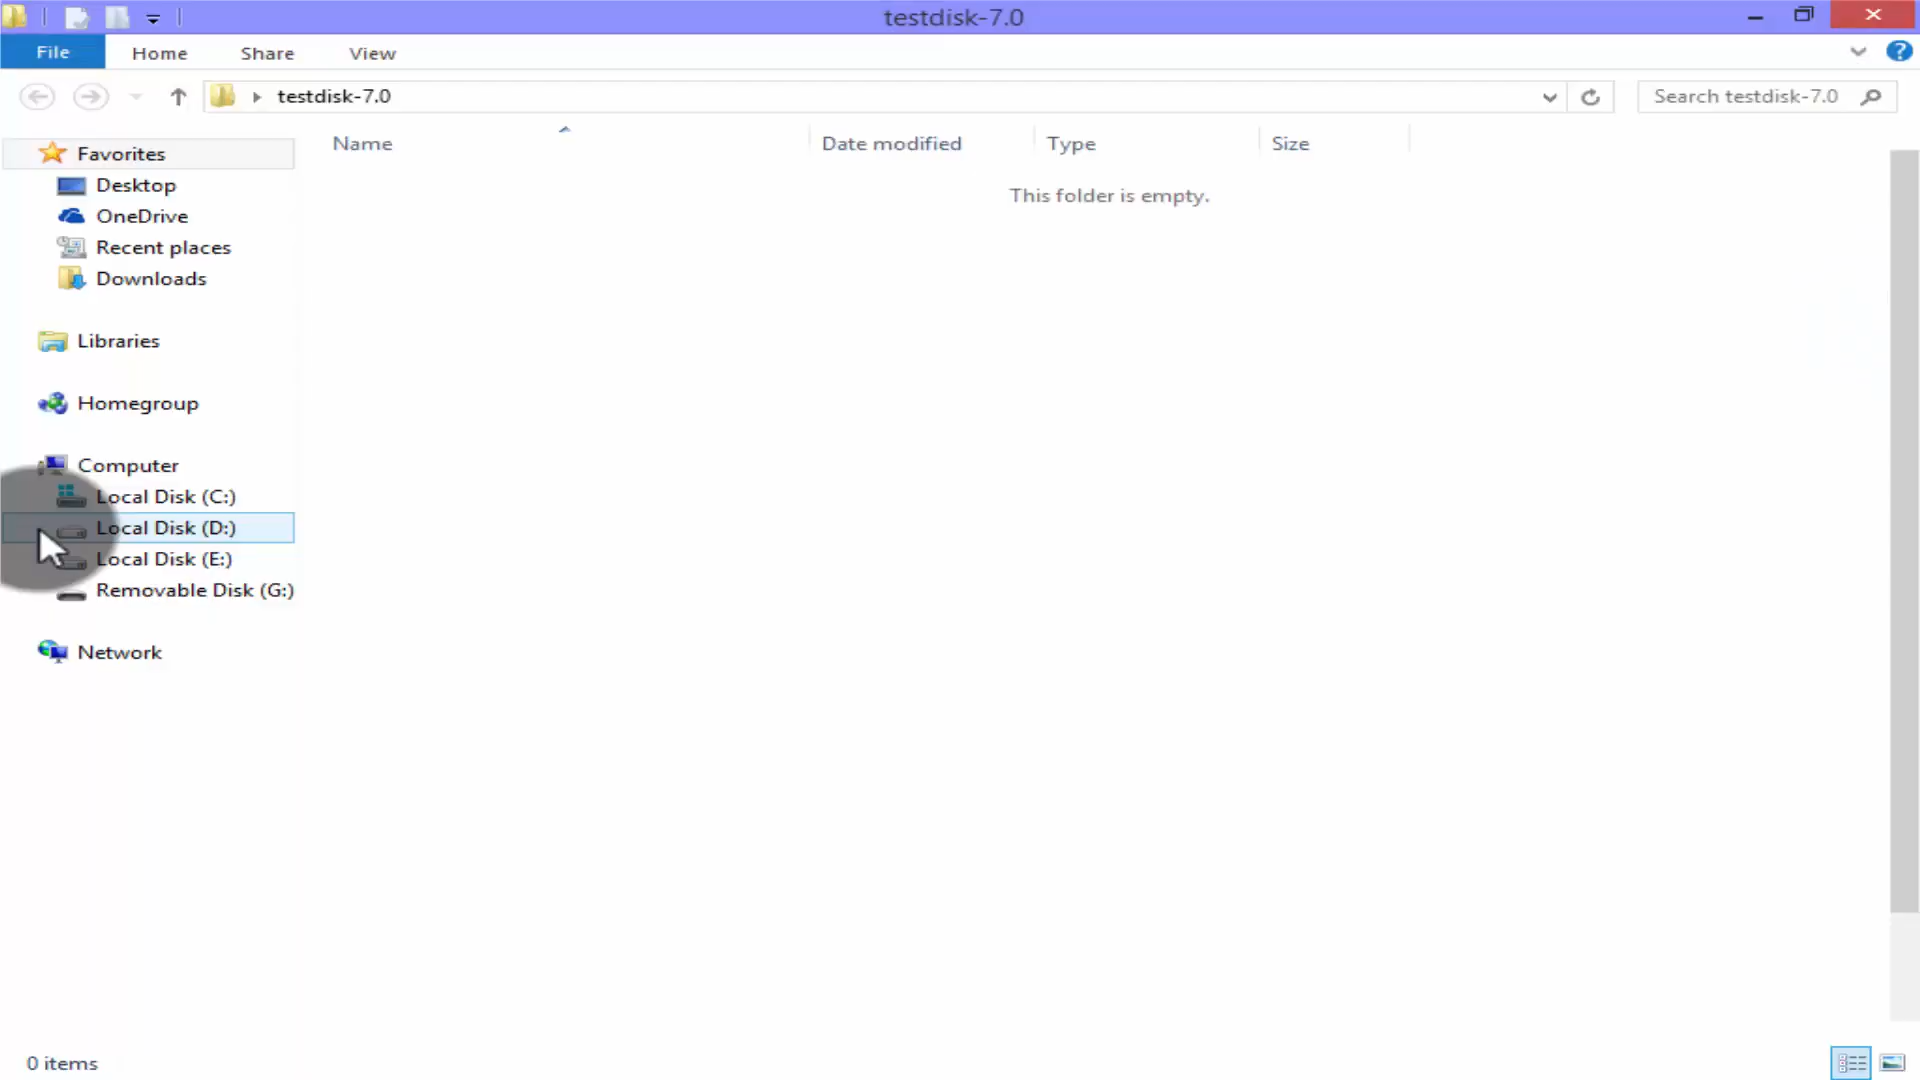 testdisk-7.0
File Home Share View
testdisk-7.0 Search testdisk-7.0
Name Date modified Type Size
This folder is empty.
Favorites
Desktop
OneDrive
Recent places
Downloads
Libraries
Homegroup
Computer
Local Disk (C:)
Local Disk (D:)
Local Disk (E:)
Removable Disk (G:)
Network
0 items